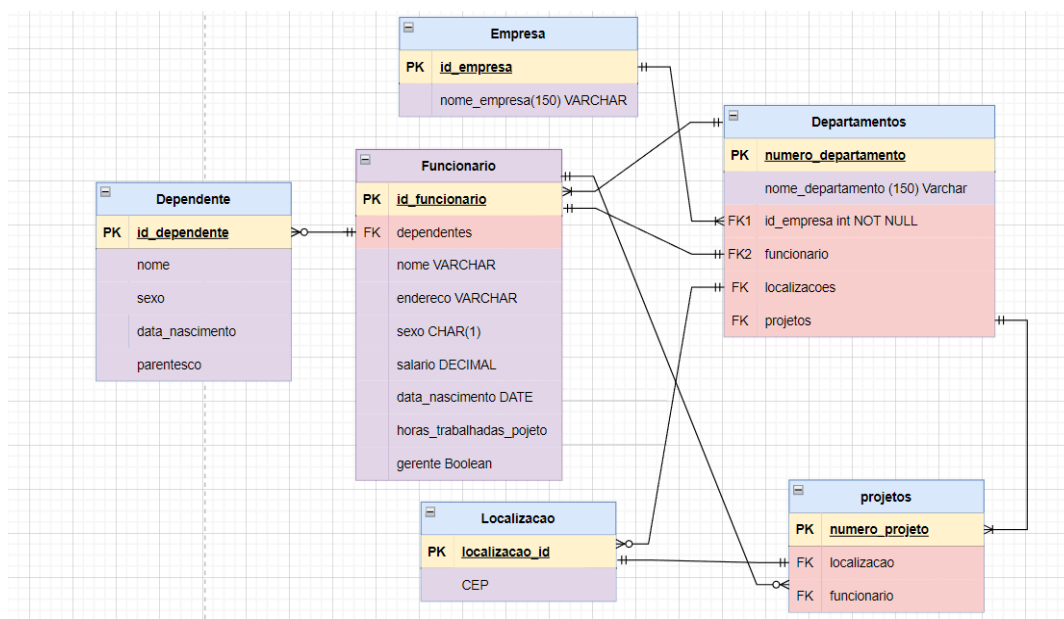 Empresa
PK id_empresa
nome_empresa(150) VARCHAR
Departamentos
PK numero_departamento
nome_departamento (150) Varchar
FK1 id_empresa int NOT NULL
FK2 funcionario
FK localizacoes
FK projetos
Funcionario
PK id_funcionario
FK dependentes
nome VARCHAR
endereco VARCHAR
sexo CHAR(1)
salario DECIMAL
data_nascimento DATE
horas_trabalhadas_pojeto
gerente Boolean
Dependente
PK id_dependente
nome
sexo
data_nascimento
parentesco
Localizacao
PK localizacao_id
CEP
projetos
PK numero_projeto
FK localizacao
FK funcionario